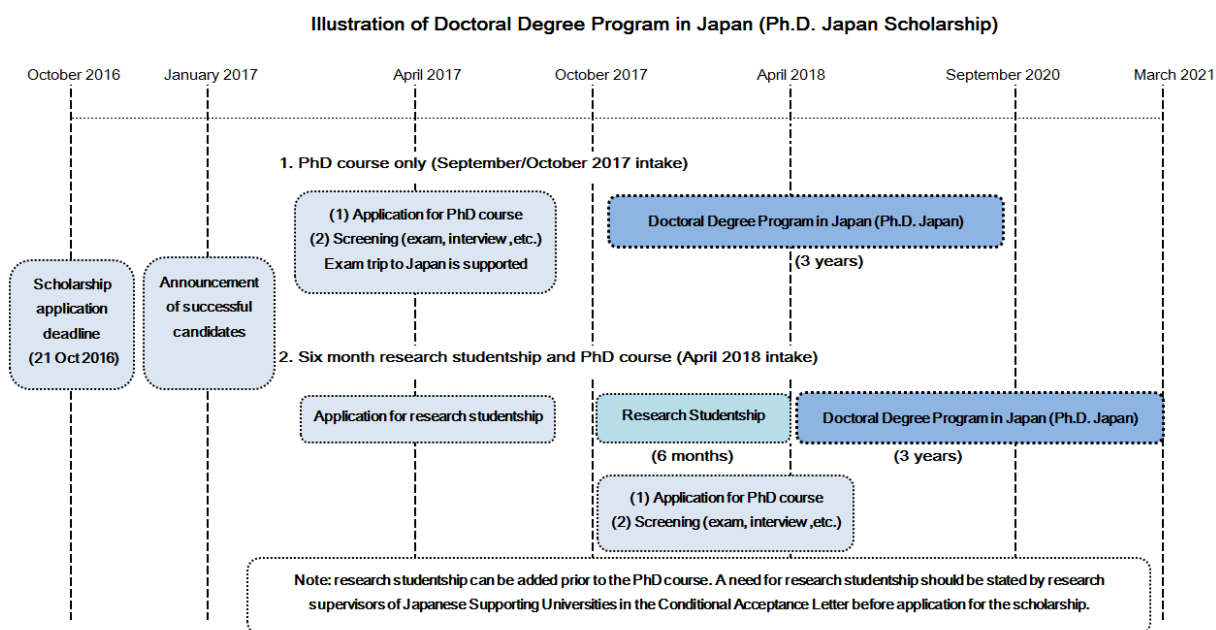 Illustration of Doctoral Degree Program in Japan (Ph.D. Japan Scholarship)
October 2016
January 2017
April 2017
October 2017
April 2018
September 2020
March 2021
1. PhD course only (September/October 2017 intake)
(1) Application for PhD course
(2) Screening (exam, interview ,etc.)
Exam trip to Japan is supported
Doctoral Degree Program in Japan (Ph.D. Japan)
(3 years)
Scholarship
application
deadline
(21 Oct 2016)
Announcement
of successful
candidates
2. Six month research studentship and PhD course (April 2018 intake)
Application for research studentship
Research Studentship
(6 months)
Doctoral Degree Program in Japan (Ph.D. Japan)
(3 years)
(1) Application for PhD course
(2) Screening (exam, interview ,etc.)
Note: research studentship can be added prior to the PhD course. A need for research studentship should be stated by research
supervisors of Japanese Supporting Universities in the Conditional Acceptance Letter before application for the scholarship.